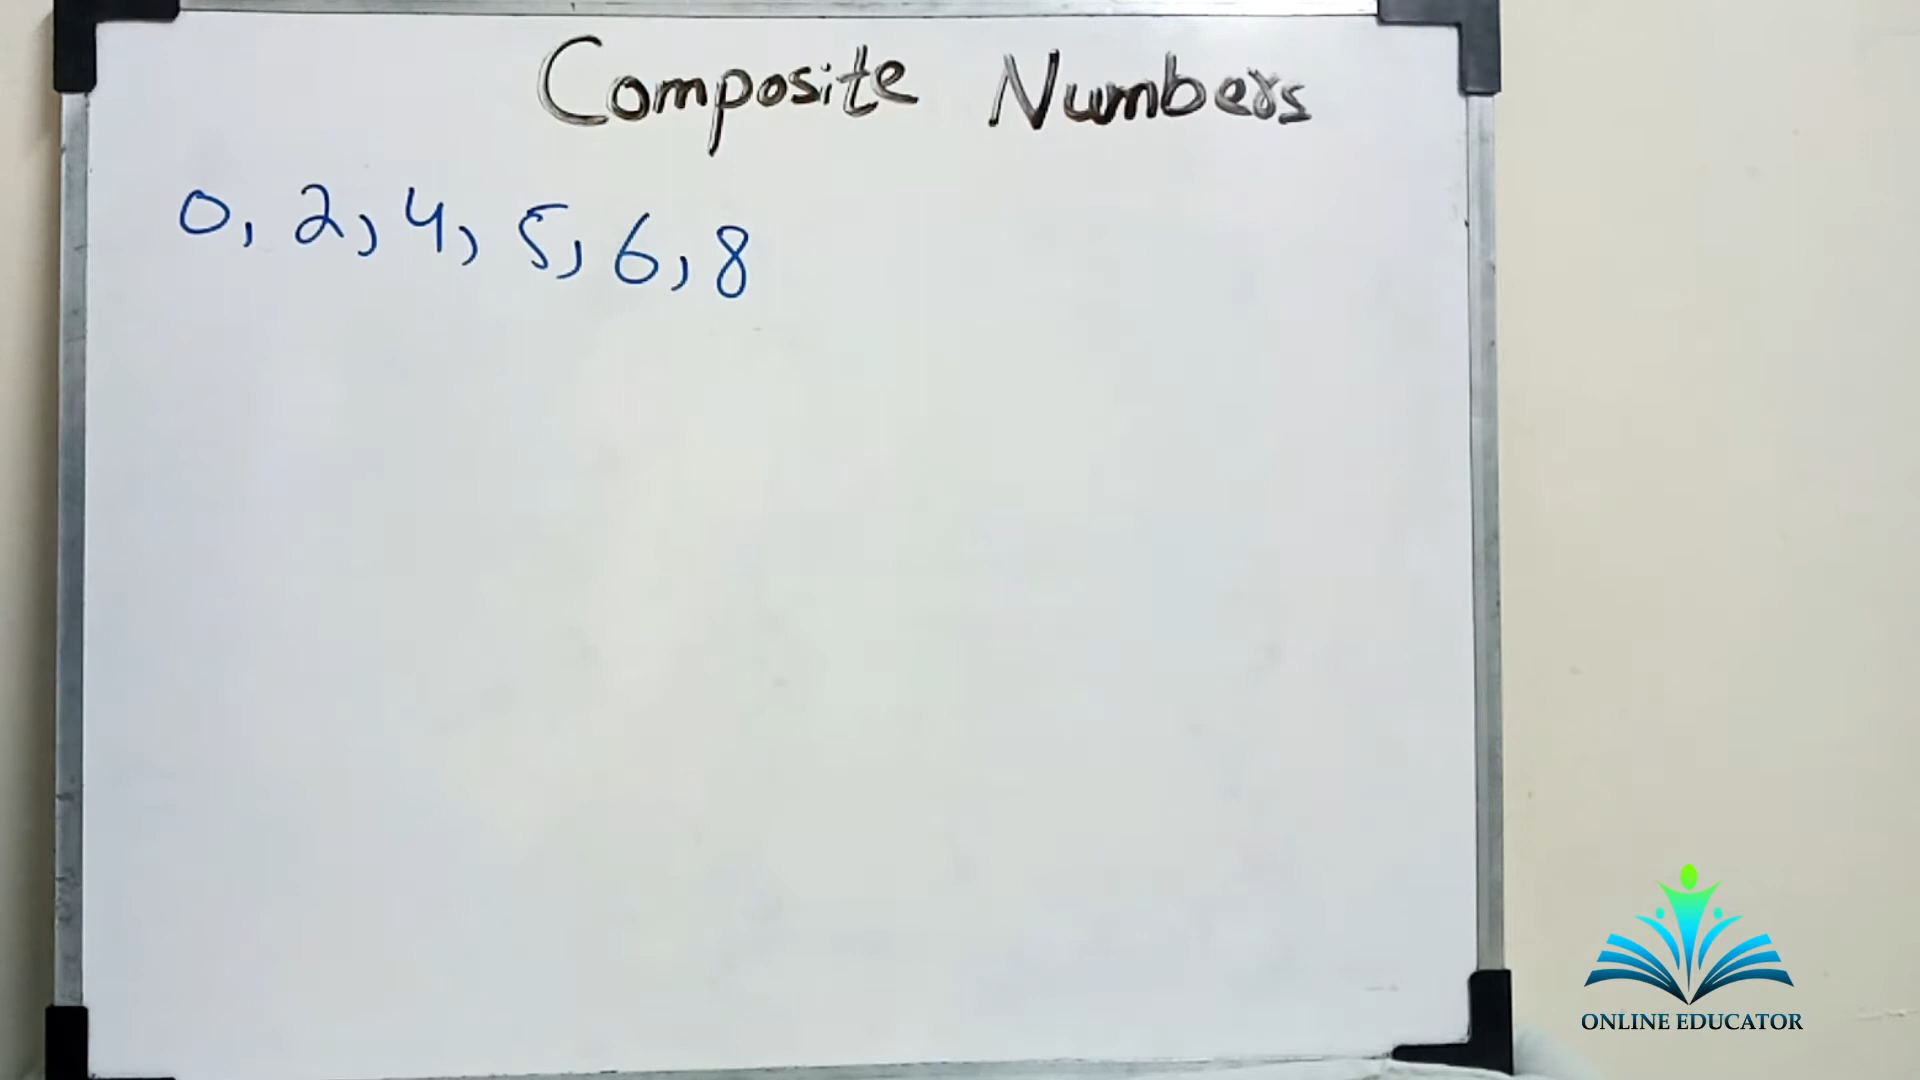 Composite Numbers
0, 2, 4, 5, 6, 8
ONLINE EDUCATOR